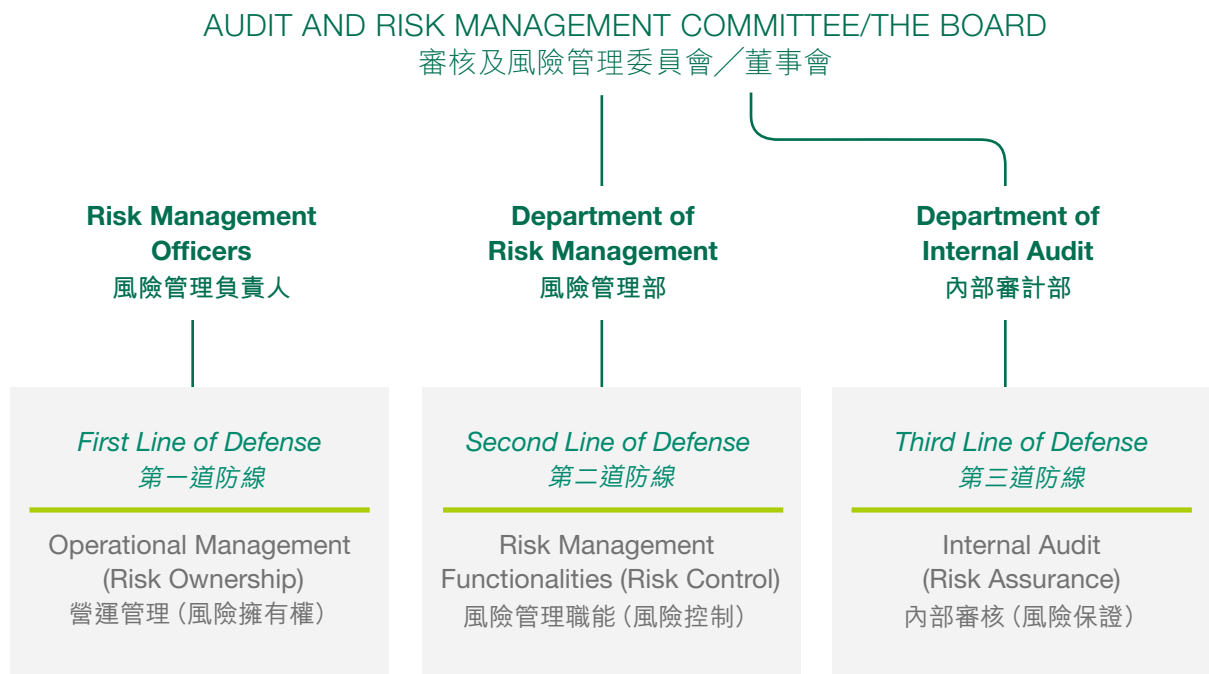 AUDIT AND RISK MANAGEMENT COMMITTEE/THE BOARD
審核及風險管理委員會╱董事會
Risk Management
Officers
風險管理負責人
Department of
Risk Management
風險管理部
Department of
Internal Audit
內部審計部
First Line of Defense
第一道防線
Operational Management
(Risk Ownership)
營運管理（風險擁有權）
Second Line of Defense
第二道防線
Risk Management
Functionalities (Risk Control)
風險管理職能（風險控制）
Third Line of Defense
第三道防線
Internal Audit
(Risk Assurance)
內部審核（風險保證）